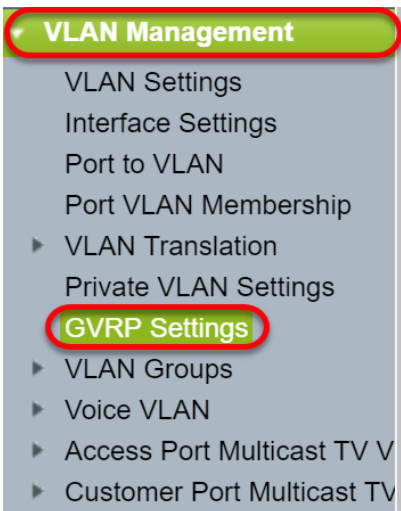 VLAN Management
VLAN Settings
Interface Settings
Port to VLAN
Port VLAN Membership
VLAN Translation
Private VLAN Settings
GVRP Settings
VLAN Groups
Voice VLAN
Access Port Multicast TV V
Customer Port Multicast TV